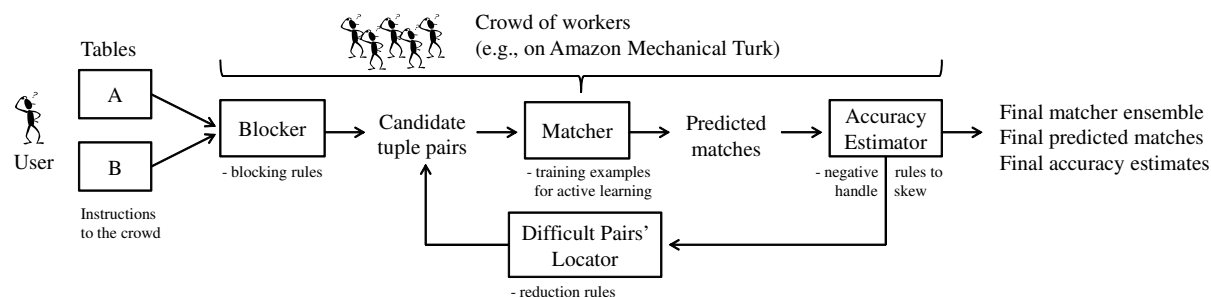 Crowd of workers
(e.g., on Amazon Mechanical Turk)
Tables
A
B
User
Instructions
to the crowd
Blocker
- blocking rules
Candidate
tuple pairs
Matcher
- training examples
for active learning
Predicted
matches
Accuracy
Estimator
- negative rules to
handle skew
Final matcher ensemble
Final predicted matches
Final accuracy estimates
Difficult Pairs'
Locator
- reduction rules